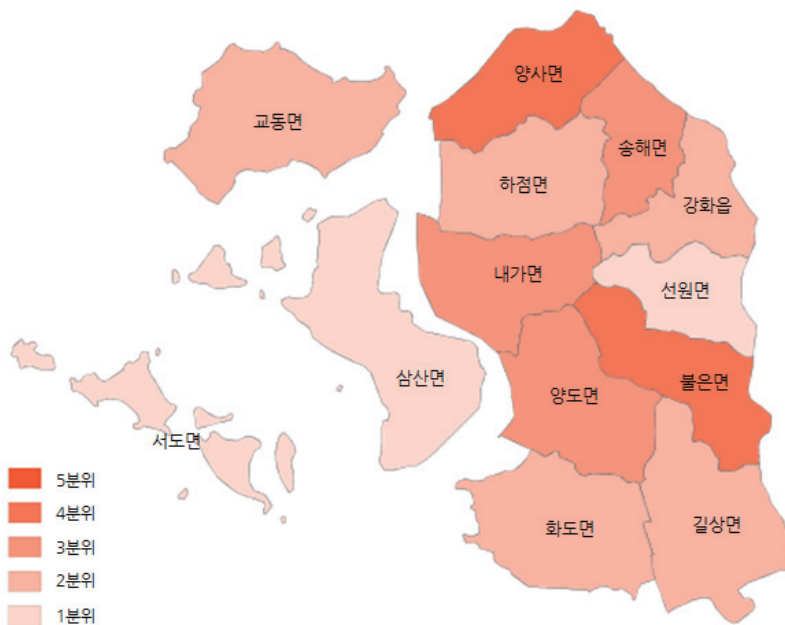 양사면
교동면
송해면
하점면
강화읍
내가면
선원면
삼산면
불은면
양도면
서도면
5분위
4분위
화도면
길상면
3분위
2분위
1분위